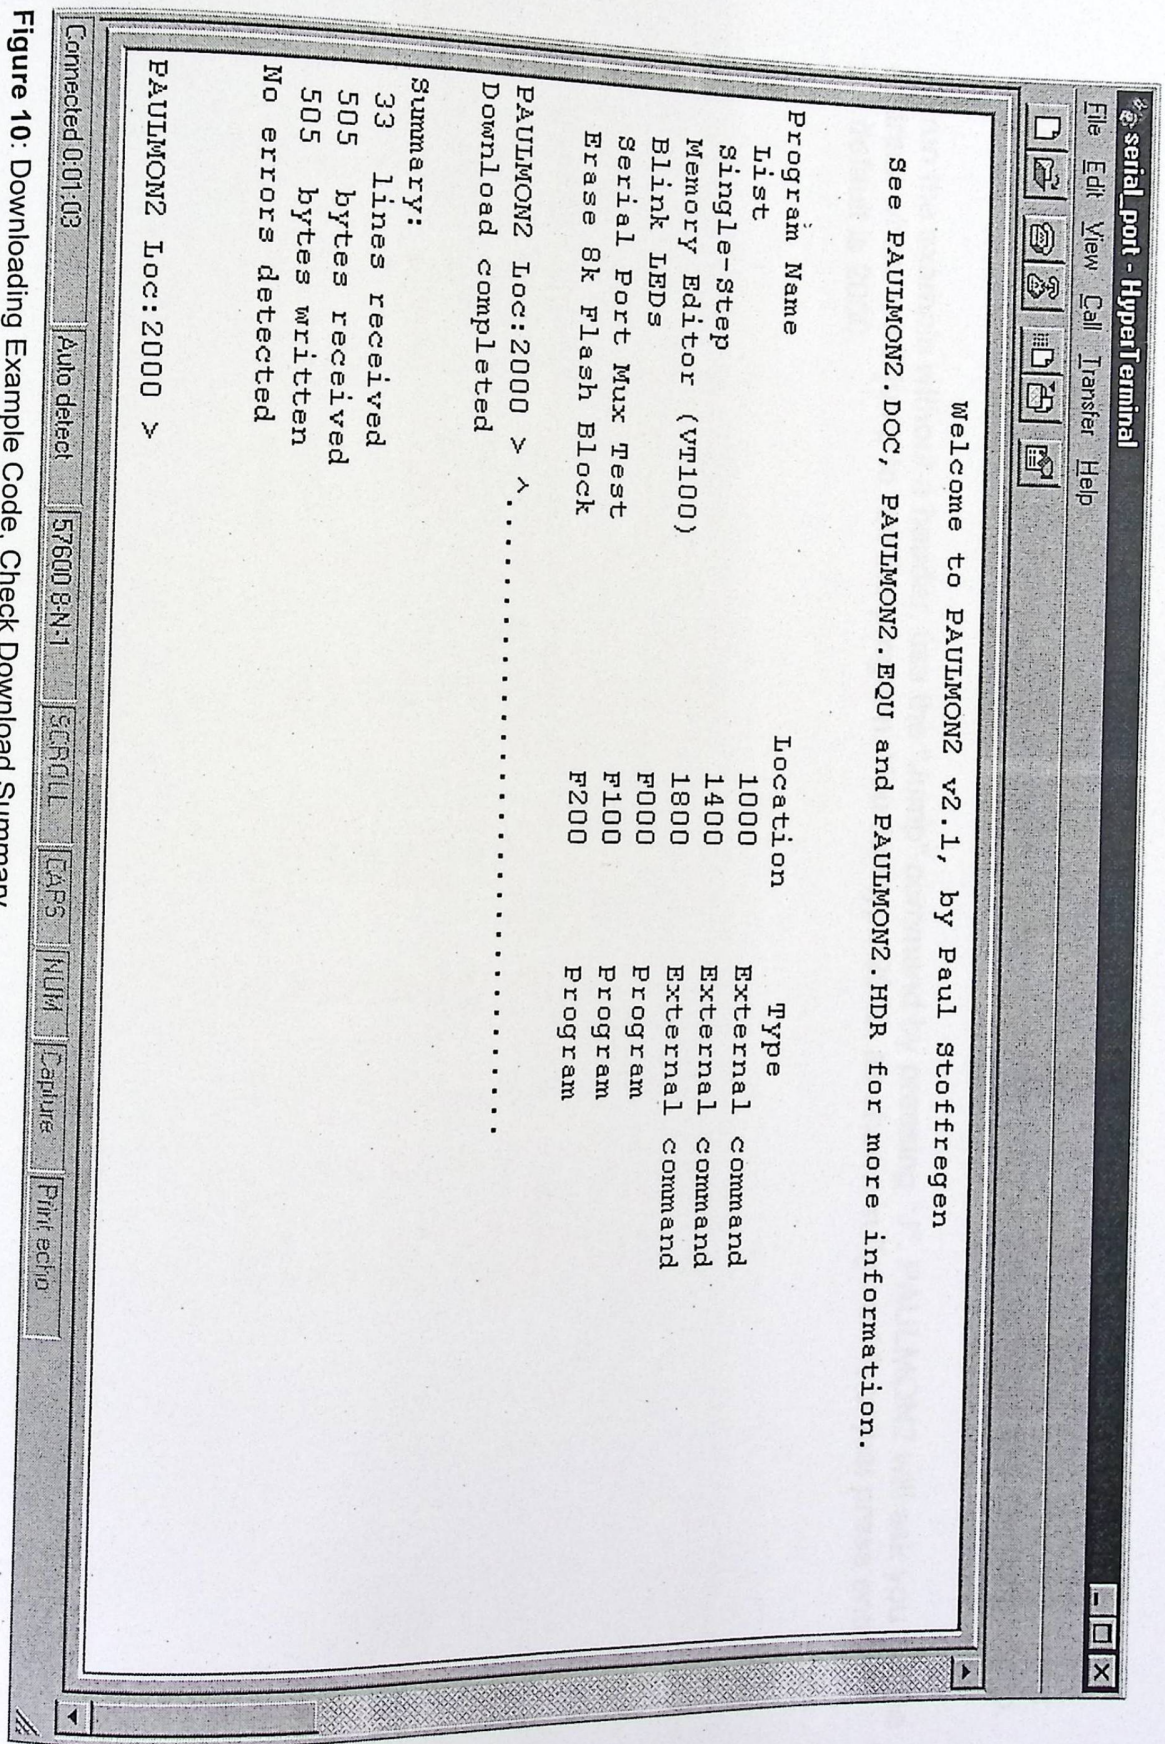 serial_port - HyperTerminal
File Edit View Call Transfer Help
Welcome to PAULMON2 v2.1, by Paul Stoffregen
See PAULMON2.DOC, PAULMON2.EQU and PAULMON2.HDR for more information.
Program Name Location Type
List 1000 External command
Single-Step 1400 External command
Memory Editor (VT100) 1800 External command
Blink LEDs F000 Program
Serial Port Mux Test F100 Program
Erase 8k Flash Block F200 Program
PAULMON2 Loc:2000 > ^.................................
Download completed
Summary:
33 lines received
505 bytes received
505 bytes written
No errors detected
PAULMON2 Loc:2000 >
Connected 0:01:03 Auto detect 57600 8-N-1 SCROLL CAPS NUM Capture Print echo
Figure 10: Downloading Example Code, Check Download Summary